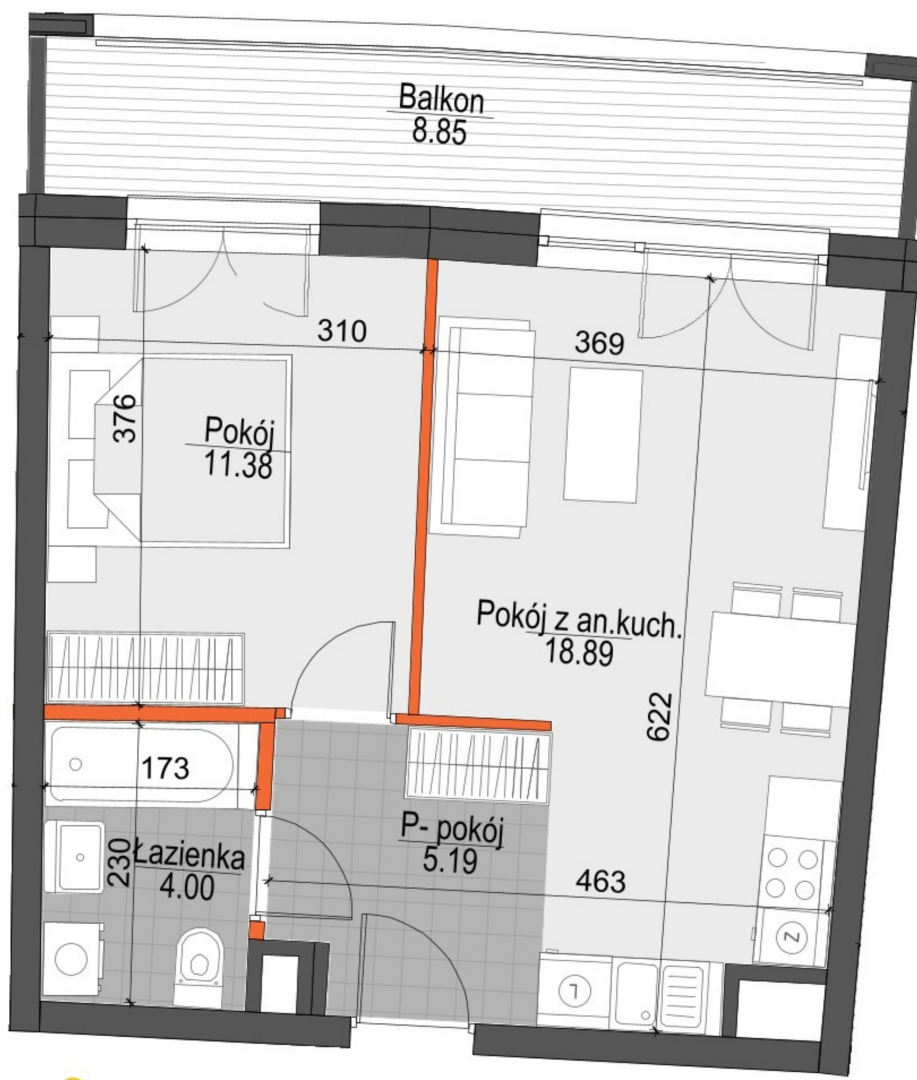 Balkon
8.85
310
369
376
Pokój
11.38
Pokój z an.kuch.
18.89
622
173
P- pokój
5.19
230
Łazienka
4.00
463
Z
L